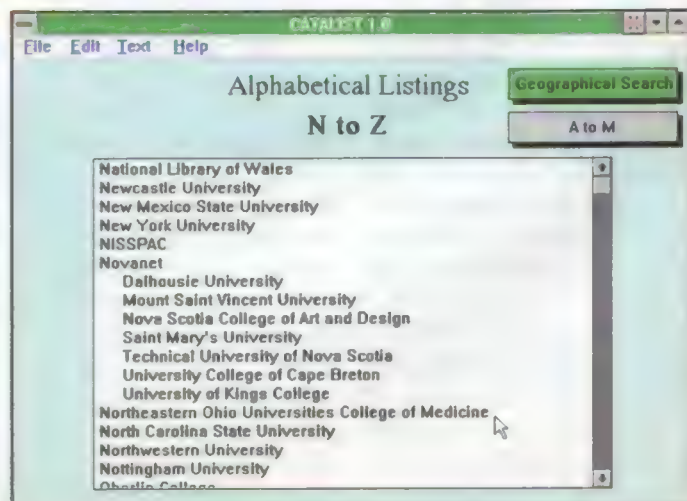 CATALIST 1.0
File Edit Text Help
Alphabetical Listings
Geographical Search
N to Z
A to M
National Library of Wales
Newcastle University
New Mexico State University
New York University
NISSPAC
Novanet
Dalhousie University
Mount Saint Vincent University
Nova Scotia College of Art and Design
Saint Mary's University
Technical University of Nova Scotia
University College of Cape Breton
University of Kings College
Northeastern Ohio Universities College of Medicine
North Carolina State University
Northwestern University
Nottingham University
Oberlin College